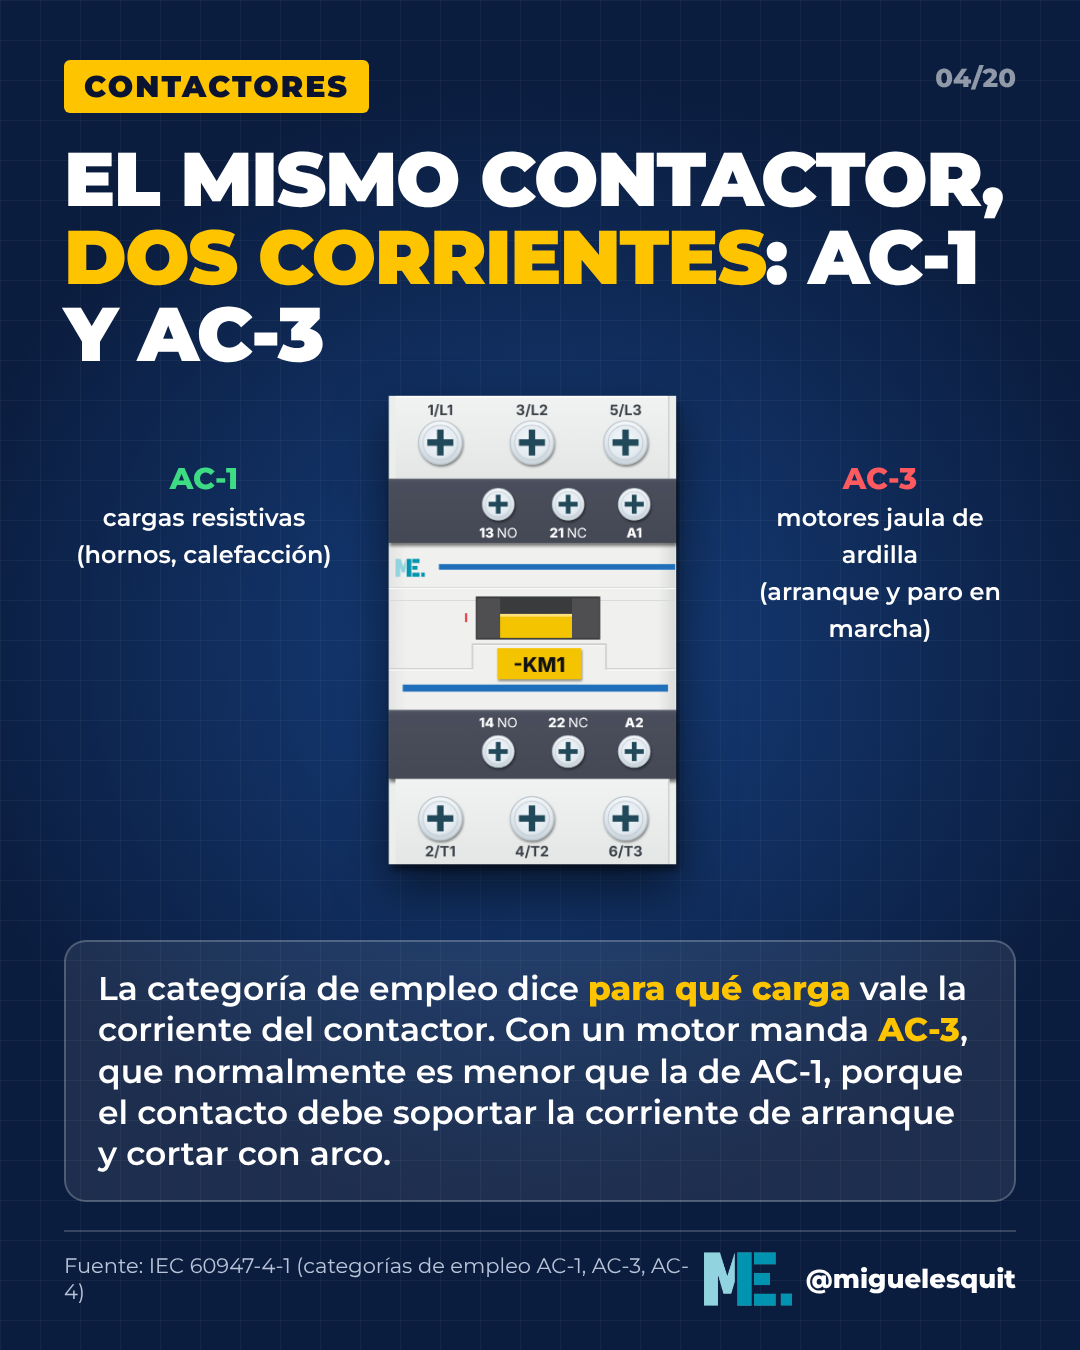 CONTACTORES
04/20
EL MISMO CONTACTOR,
DOS CORRIENTES: AC-1
Y AC-3
1/L1 3/L2 5/L3
13 NO 21 NC A1
ME.
I
-KM1
14 NO 22 NC A2
2/T1 4/T2 6/T3
AC-1
cargas resistivas
(hornos, calefacción)
AC-3
motores jaula de
ardilla
(arranque y paro en
marcha)
La categoría de empleo dice para qué carga vale la
corriente del contactor. Con un motor manda AC-3,
que normalmente es menor que la de AC-1, porque
el contacto debe soportar la corriente de arranque
y cortar con arco.
Fuente: IEC 60947-4-1 (categorías de empleo AC-1, AC-3, AC-
4)
ME. @miguelesquit